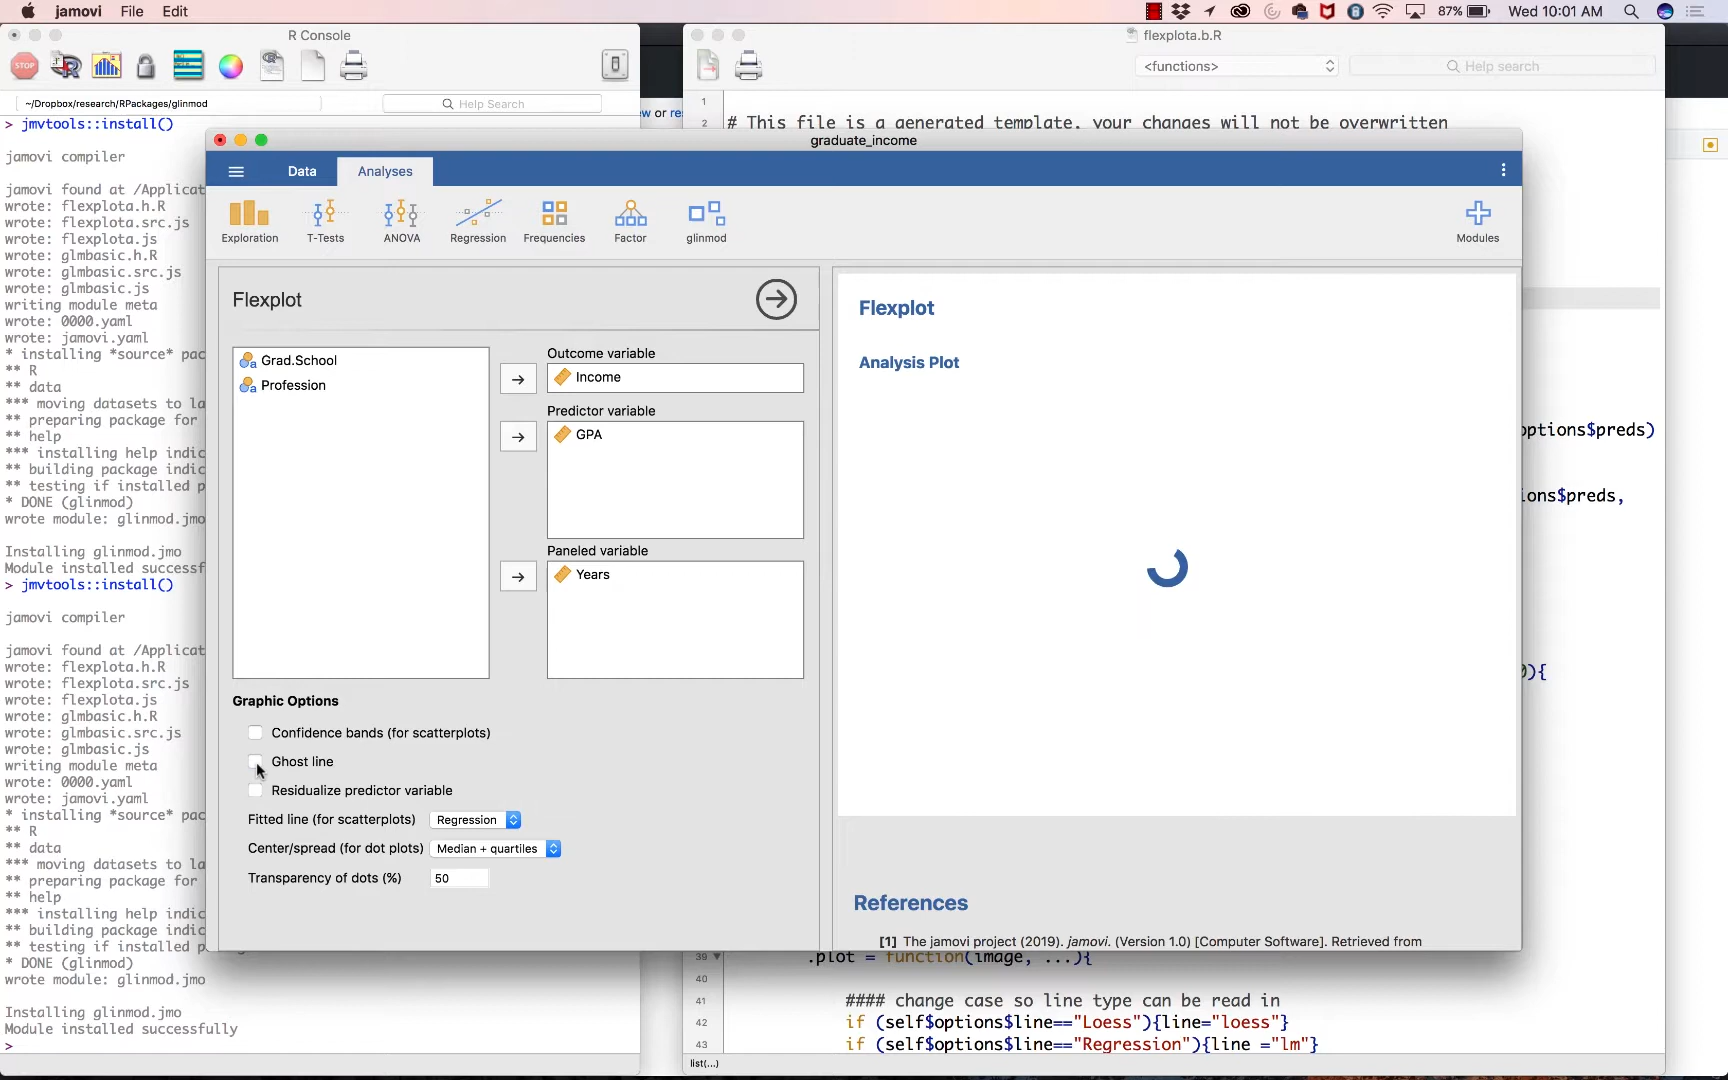 jamovi File Edit
87% Wed 10:01 AM
R Console
flexplota.b.R
STOP
<functions>
Help search
~/Dropbox/research/RPackages/glinmod
Help Search
> jmvtools::install()
jamovi compiler
jamovi found at /Applicat
wrote: flexplota.h.R
wrote: flexplota.src.js
wrote: flexplota.js
wrote: glmbasic.h.R
wrote: glmbasic.src.js
wrote: glmbasic.js
writing module meta
wrote: 0000.yaml
wrote: jamovi.yaml
* installing *source* pac
** R
** data
*** moving datasets to la
** preparing package for
** help
*** installing help indic
** building package indic
** testing if installed p
* DONE (glinmod)
wrote module: glinmod.jmo
Installing glinmod.jmo
Module installed successf
> jmvtools::install()
jamovi compiler
jamovi found at /Applicat
wrote: flexplota.h.R
wrote: flexplota.src.js
wrote: flexplota.js
wrote: glmbasic.h.R
wrote: glmbasic.src.js
wrote: glmbasic.js
writing module meta
wrote: 0000.yaml
wrote: jamovi.yaml
* installing *source* pac
** R
** data
*** moving datasets to la
** preparing package for
** help
*** installing help indic
** building package indic
** testing if installed p
* DONE (glinmod)
wrote module: glinmod.jmo
Installing glinmod.jmo
Module installed successfully
>
ew or re
1
2 # This file is a generated template, your changes will not be overwritten
graduate_income
Data Analyses
Exploration T-Tests ANOVA Regression Frequencies Factor glinmod Modules
Flexplot
Grad.School
Profession
Outcome variable
Income
Predictor variable
GPA
Paneled variable
Years
Graphic Options
Confidence bands (for scatterplots)
Ghost line
Residualize predictor variable
Fitted line (for scatterplots) Regression
Center/spread (for dot plots) Median + quartiles
Transparency of dots (%) 50
Flexplot
Analysis Plot
References
[1] The jamovi project (2019). jamovi. (Version 1.0) [Computer Software]. Retrieved from
options$preds)
ions$preds,
){
39 .plot = function(image, ...){
40
41 #### change case so line type can be read in
42 if (self$options$line=="Loess"){line="loess"}
43 if (self$options$line=="Regression"){line ="lm"}
list(...)